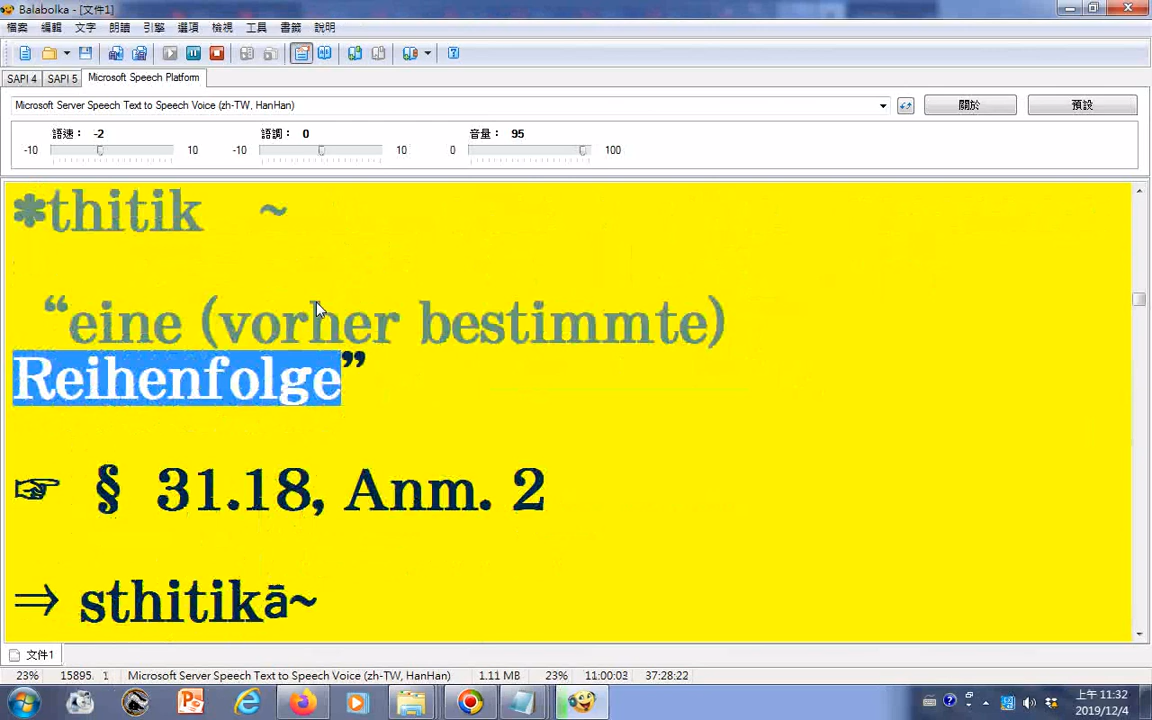 Balabolka - [文件1]
檔案 編輯 文字 朗讀 引擎 選項 檢視 工具 書籤 說明
SAPI 4 SAPI 5 Microsoft Speech Platform
Microsoft Server Speech Text to Speech Voice (zh-TW, HanHan) 關於 預設
語速： -2 語調： 0 音量： 95
-10 10 -10 10 0 100
✽thitik ~
“eine (vorher bestimmte)
Reihenfolge”
☞ § 31.18, Anm. 2
⇒ sthitikā~
文件1
23% 15895. 1 Microsoft Server Speech Text to Speech Voice (zh-TW, HanHan) 1.11 MB 23% 11:00:03 37:28:22
上午 11:32
2019/12/4